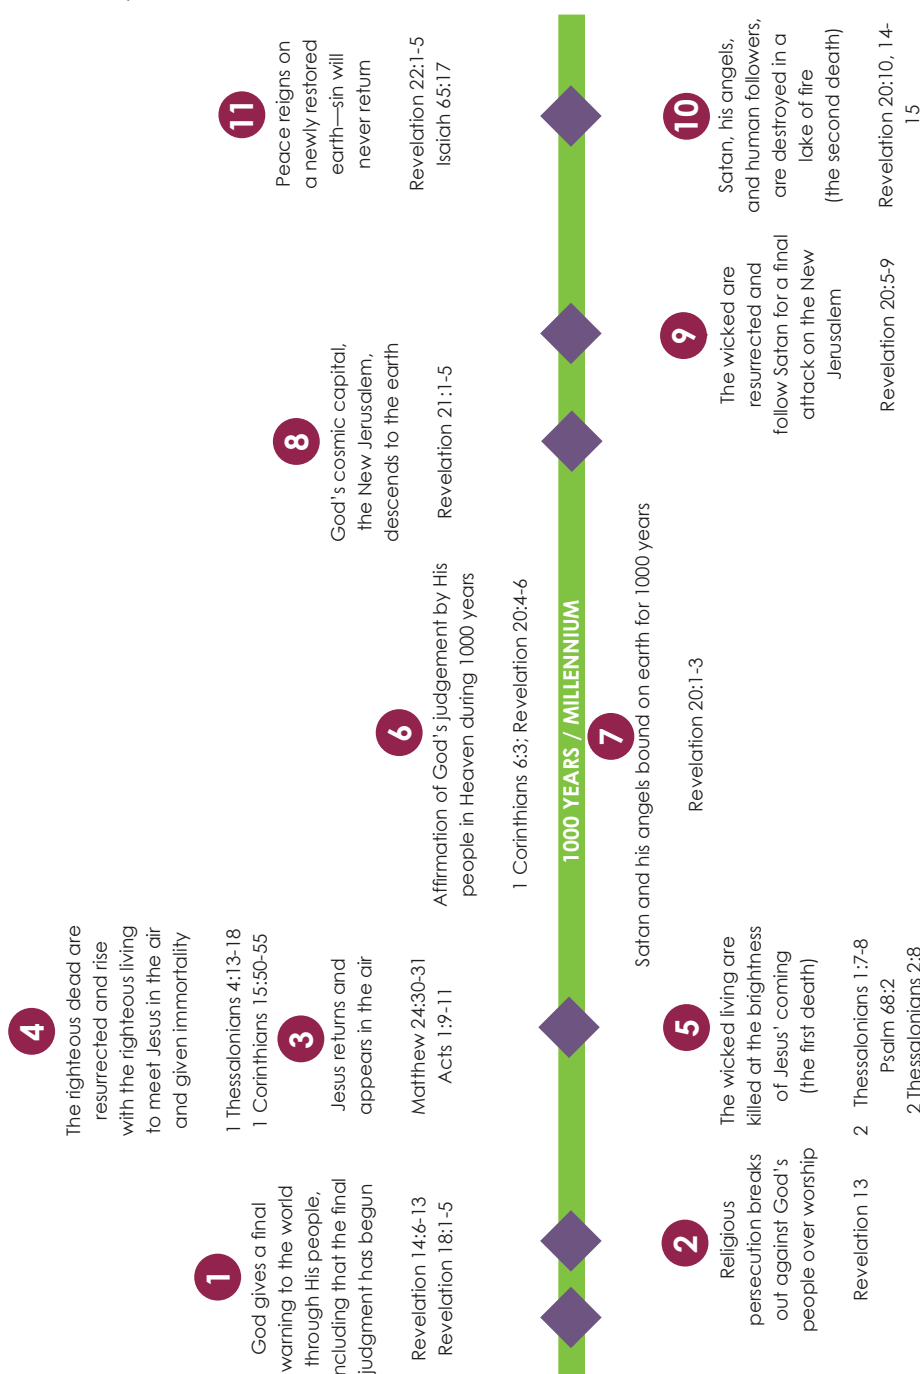 1
God gives a final
warning to the world
through His people,
ncluding that the final
judgment has begun
Revelation 14:6-13
Revelation 18:1-5
2
Religious
persecution breaks
out against God's
people over worship
Revelation 13
3
Jesus returns and
appears in the air
Matthew 24:30-31
Acts 1:9-11
4
The righteous dead are
resurrected and rise
with the righteous living
to meet Jesus in the air
and given immortality
1 Thessalonians 4:13-18
1 Corinthians 15:50-55
5
The wicked living are
killed at the brightness
of Jesus' coming
(the first death)
2 Thessalonians 1:7-8
Psalm 68:2
2 Thessalonians 2:8
6
Affirmation of God's judgement by His
people in Heaven during 1000 years
1 Corinthians 6:3; Revelation 20:4-6
1000 YEARS / MILLENNIUM
7
Satan and his angels bound on earth for 1000 years
Revelation 20:1-3
8
God's cosmic capital,
the New Jerusalem,
descends to the earth
Revelation 21:1-5
9
The wicked are
resurrected and
follow Satan for a final
attack on the New
Jerusalem
Revelation 20:5-9
10
Satan, his angels,
and human followers,
are destroyed in a
lake of fire
(the second death)
Revelation 20:10, 14-
15
11
Peace reigns on
a newly restored
earth—sin will
never return
Revelation 22:1-5
Isaiah 65:17